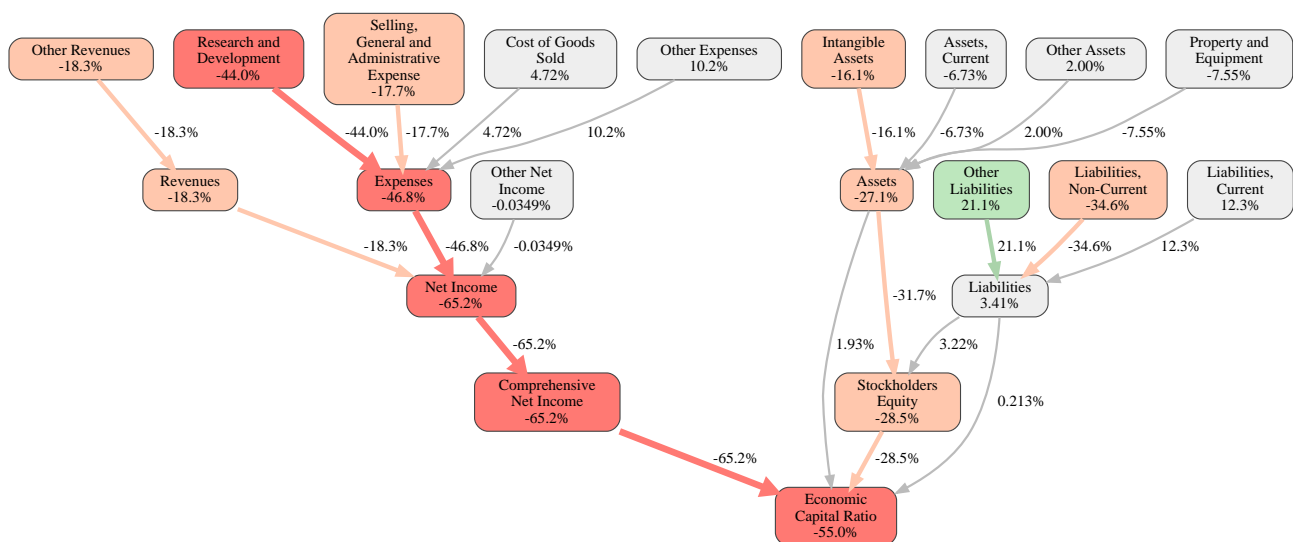 Other Revenues
-18.3%
Research and
Development
-44.0%
Selling,
General and
Administrative
Expense
-17.7%
Cost of Goods
Sold
4.72%
Other Expenses
10.2%
Intangible
Assets
-16.1%
Assets,
Current
-6.73%
Other Assets
2.00%
Property and
Equipment
-7.55%
-18.3%
-44.0%
-17.7%
4.72%
10.2%
-16.1%
-6.73%
2.00%
-7.55%
Revenues
-18.3%
Expenses
-46.8%
Other Net
Income
-0.0349%
Assets
-27.1%
Other
Liabilities
21.1%
Liabilities,
Non-Current
-34.6%
Liabilities,
Current
12.3%
-18.3%
-46.8%
-0.0349%
21.1%
-34.6%
12.3%
Net Income
-65.2%
-31.7%
Liabilities
3.41%
-65.2%
1.93%
3.22%
Comprehensive
Net Income
-65.2%
Stockholders
Equity
-28.5%
0.213%
-65.2%
-28.5%
Economic
Capital Ratio
-55.0%